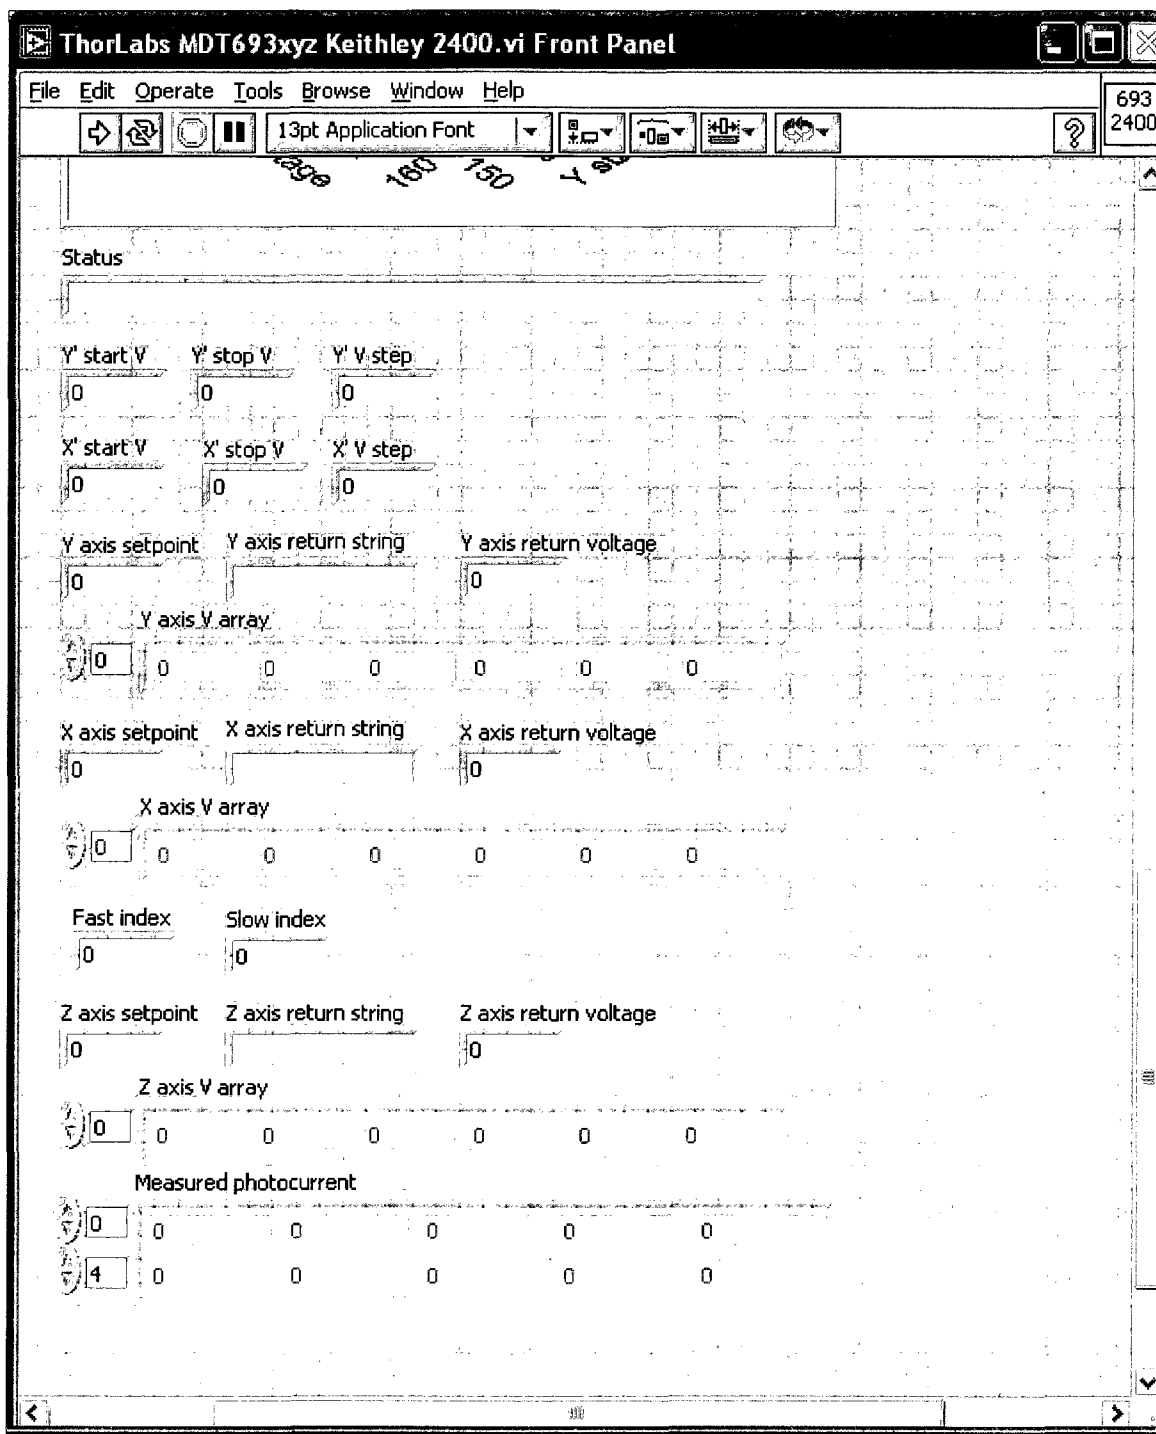 ThorLabs MDT693xyz Keithley 2400.vi Front Panel
File Edit Operate Tools Browse Window Help
693
2400
13pt Application Font
160 150
Status
Y' start V Y' stop V Y' V step
0 0 0
X' start V X' stop V X' V step
0 0 0
Y axis setpoint Y axis return string Y axis return voltage
0 0
Y axis V array
0 0 0 0 0 0 0
X axis setpoint X axis return string X axis return voltage
0 0
X axis V array
0 0 0 0 0 0 0
Fast index Slow index
0 0
Z axis setpoint Z axis return string Z axis return voltage
0 0
Z axis V array
0 0 0 0 0 0 0
Measured photocurrent
0 0 0 0 0 0
4 0 0 0 0 0